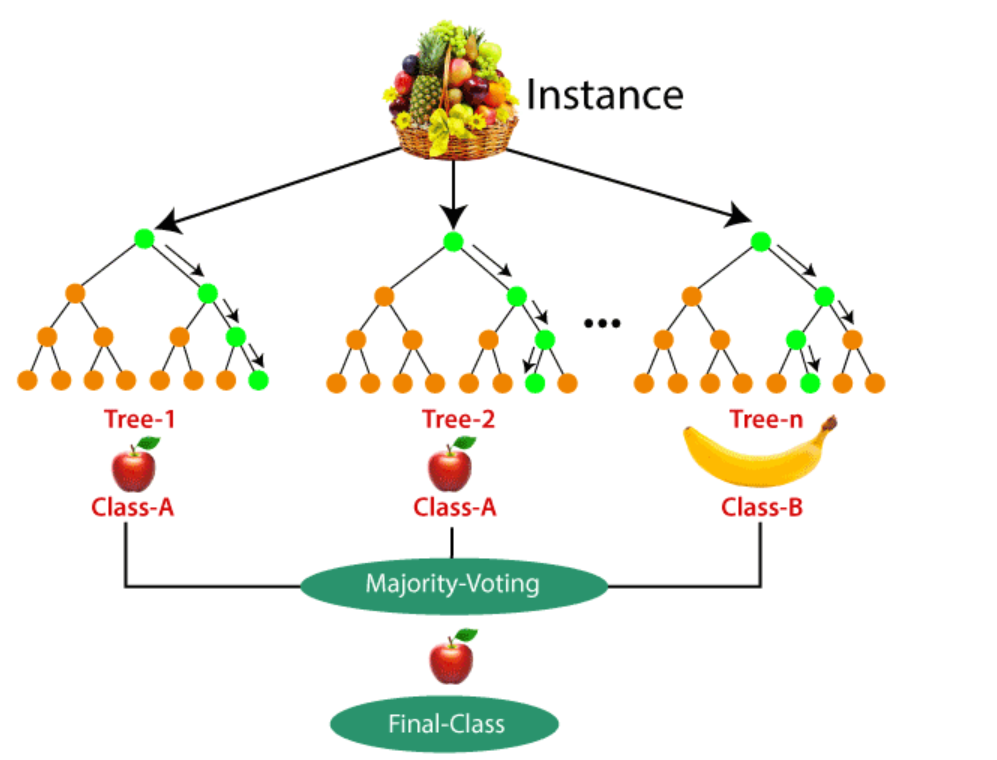 Instance
...
Tree-1
Tree-2
Tree-n
Class-A
Class-A
Class-B
Majority-Voting
Final-Class